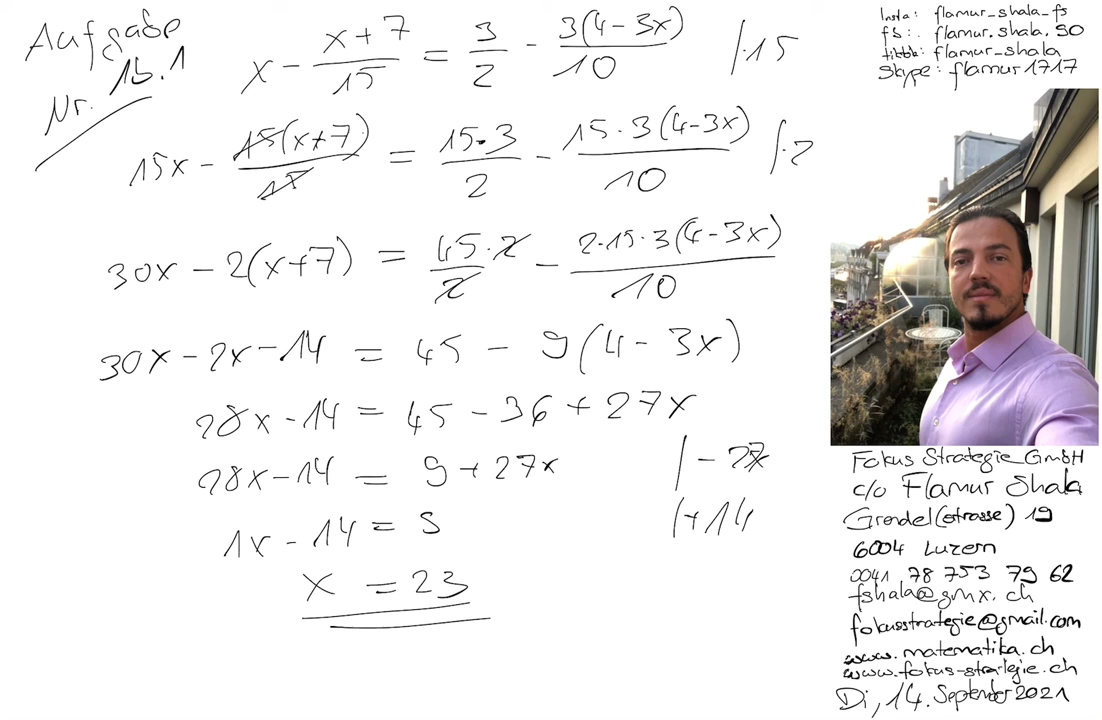 Aufgabe
Nr. 1b.1
x - (x+7)/15 = 3/2 - 3(4-3x)/10 |·15
15x - 15(x+7)/15 = 15·3/2 - 15·3(4-3x)/10 |·2
30x - 2(x+7) = 45·2/2 - 2·15·3(4-3x)/10
30x - 2x - 14 = 45 - 9(4-3x)
28x - 14 = 45 - 36 + 27x
28x - 14 = 9 + 27x |-27x
1x - 14 = 9 |+14
x = 23
Insta: flamur_shala_fs
fb:. flamur.shala.90
tiktok: flamur_shala
Skype: flamur1717
Fokus Strategie GmbH
c/o Flamur Shala
Grendel(strasse) 19
6004 Luzern
0041 78 753 79 62
fshala@gmx.ch
fokusstrategie@gmail.com
www.matematika.ch
www.fokus-strategie.ch
Di, 14. September 2021